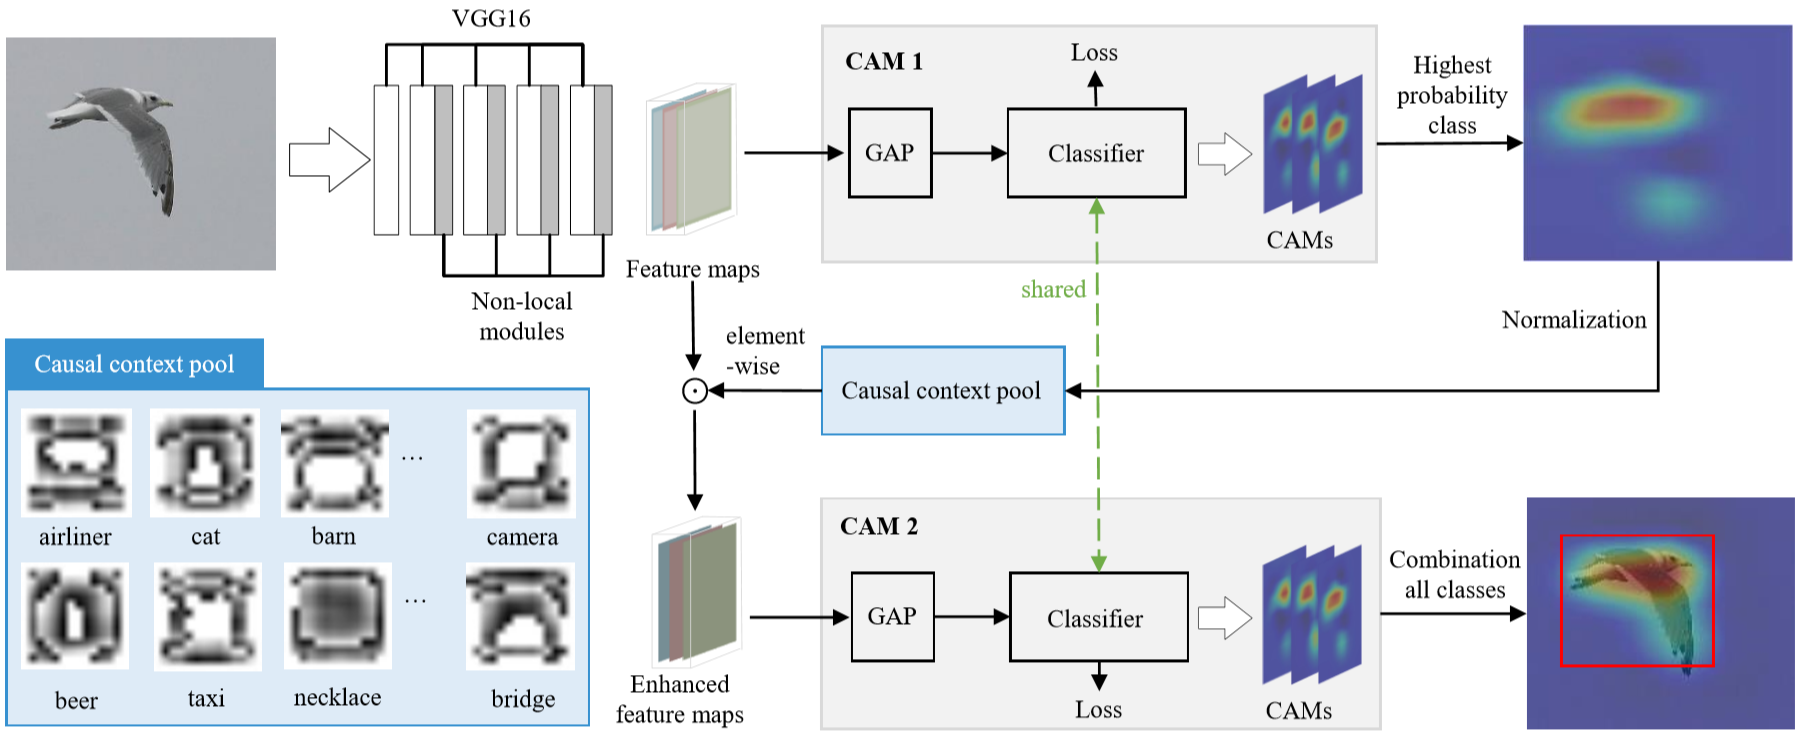 VGG16
Non-local
modules
Feature maps
CAM 1
Loss
GAP
Classifier
CAMs
Highest
probability
class
Normalization
shared
element
-wise
Causal context pool
Causal context pool
airliner
cat
barn
...
camera
beer
taxi
necklace
...
bridge
Enhanced
feature maps
CAM 2
GAP
Classifier
Loss
CAMs
Combination
all classes